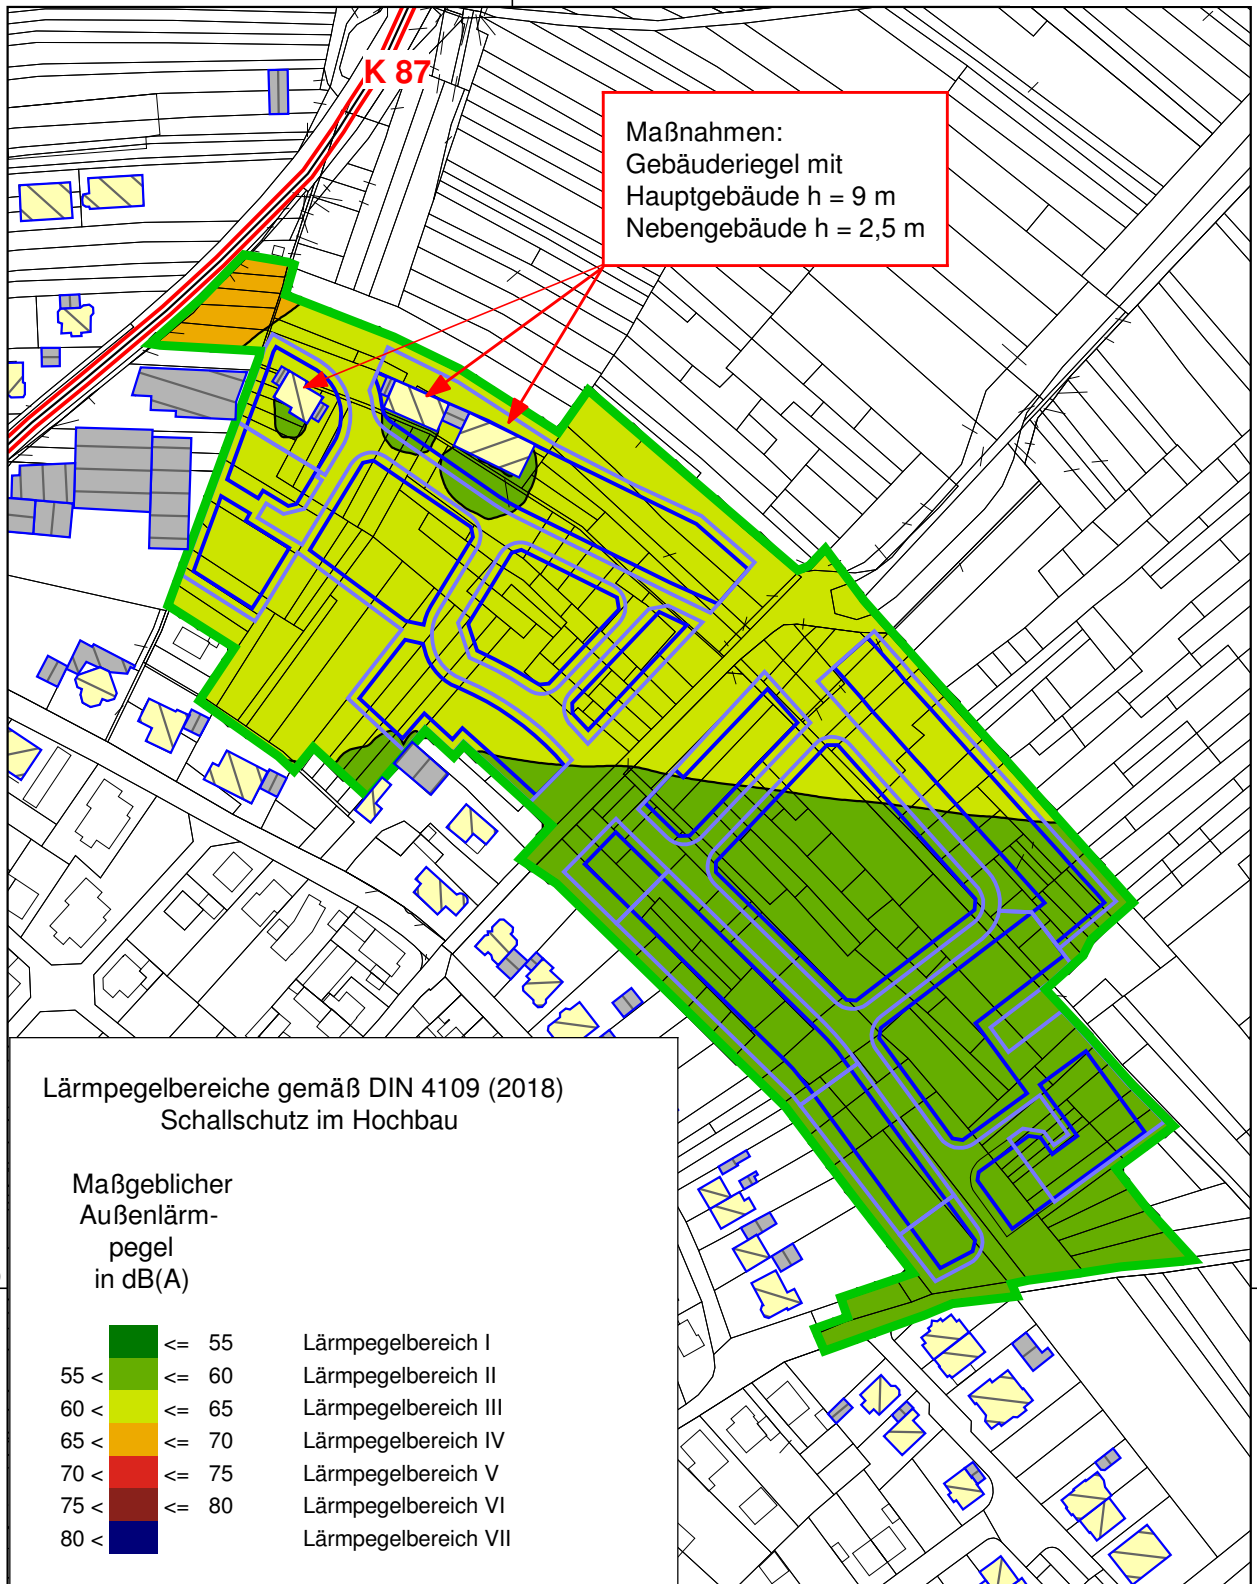 K 87
Maßnahmen:
Gebäuderiegel mit
Hauptgebäude h = 9 m
Nebengebäude h = 2,5 m
Lärmpegelbereiche gemäß DIN 4109 (2018)
Schallschutz im Hochbau
Maßgeblicher
Außenlärm-
pegel
in dB(A)
<= 55 Lärmpegelbereich I
55 < <= 60 Lärmpegelbereich II
60 < <= 65 Lärmpegelbereich III
65 < <= 70 Lärmpegelbereich IV
70 < <= 75 Lärmpegelbereich V
75 < <= 80 Lärmpegelbereich VI
80 < Lärmpegelbereich VII